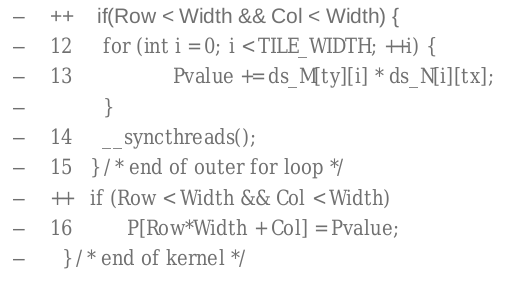 – ++ if(Row < Width && Col < Width) {
– 12 for (int i = 0; i < TILE_WIDTH; ++i) {
– 13 Pvalue += ds_M[ty][i] * ds_N[i][tx];
– }
– 14 __syncthreads();
– 15 } /* end of outer for loop */
– ++ if (Row < Width && Col < Width)
– 16 P[Row*Width + Col] = Pvalue;
– } /* end of kernel */